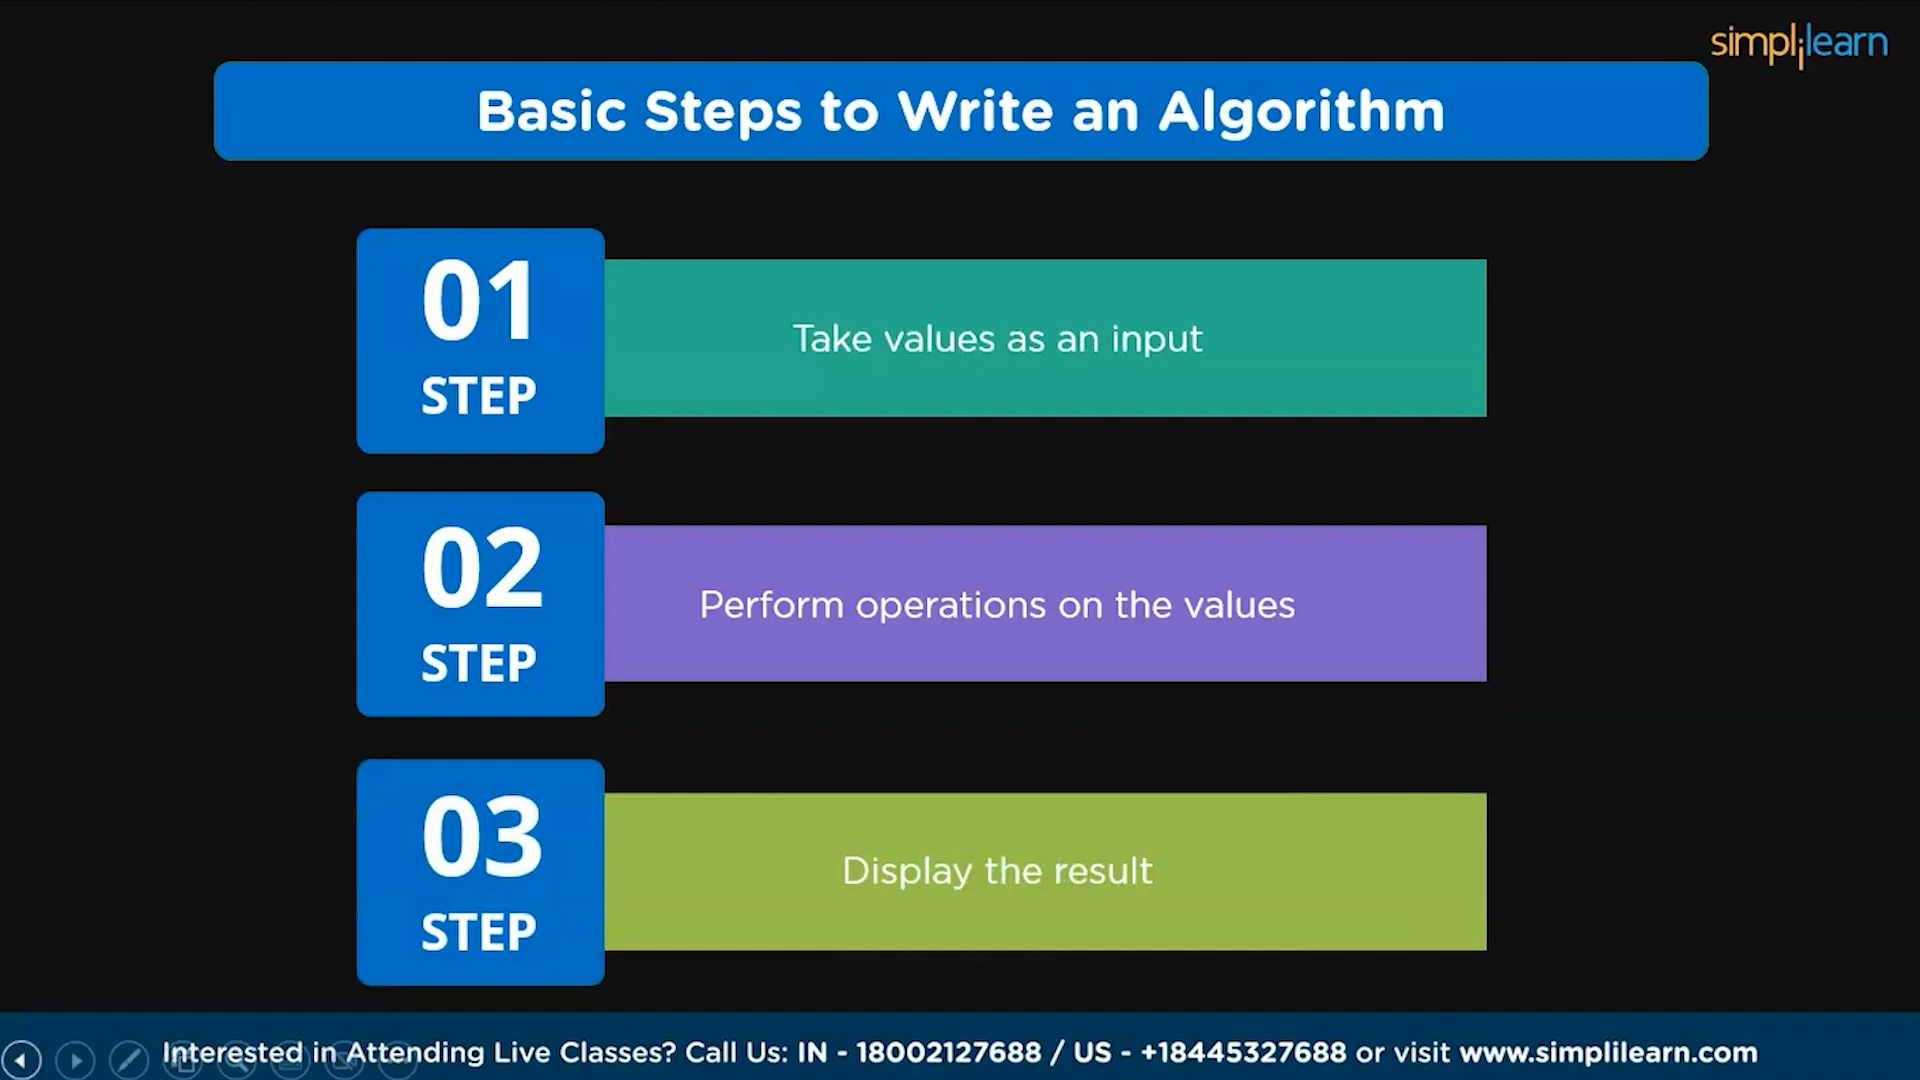 simplilearn
Basic Steps to Write an Algorithm
01
STEP
Take values as an input
02
STEP
Perform operations on the values
03
STEP
Display the result
Interested in Attending Live Classes? Call Us: IN - 18002127688 / US - +18445327688 or visit www.simplilearn.com